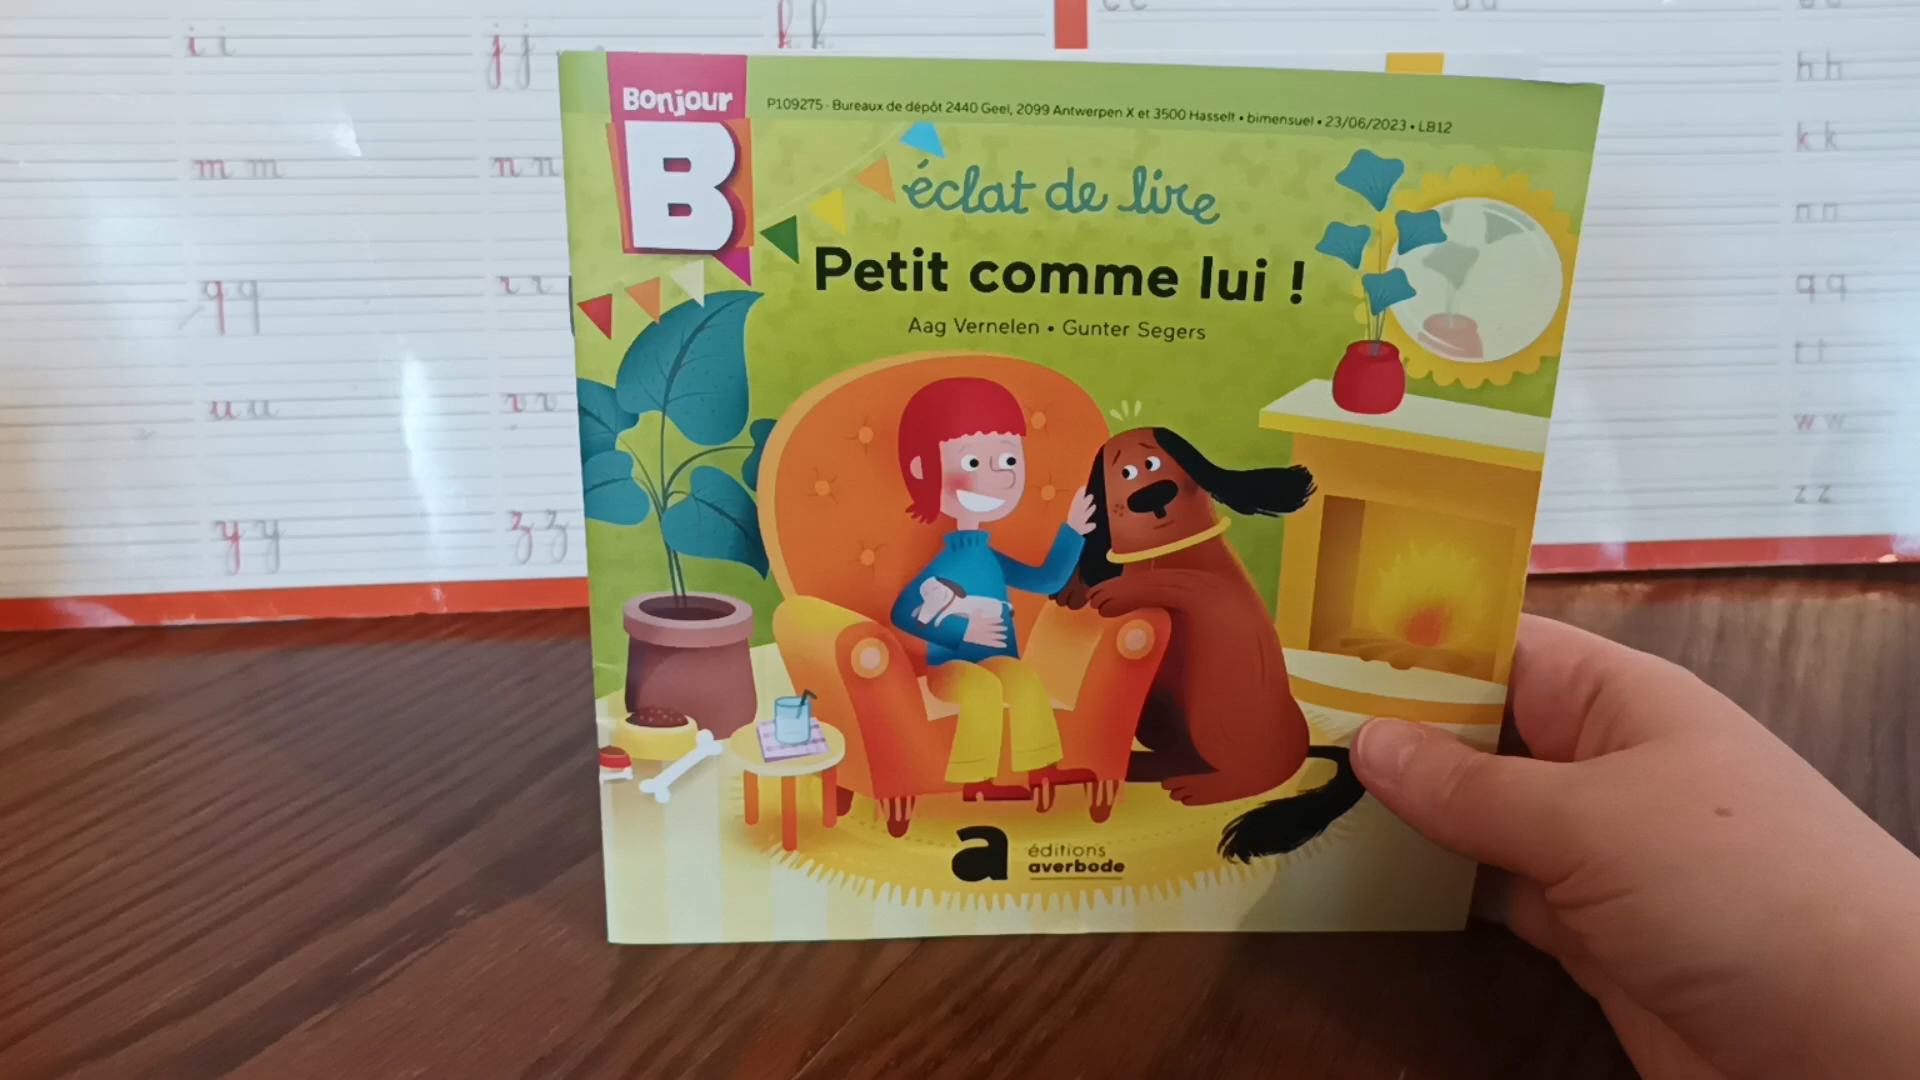 i i
j j
k k
h h
m m
n n
k k
n n
q q
r r
q q
t t
u u
v v
w w
y y
z z
z z
Bonjour
B
P109275 - Bureaux de dépôt 2440 Geel, 2099 Antwerpen X et 3500 Hasselt • bimensuel • 23/06/2023 • LB12
éclat de lire
Petit comme lui !
Aag Vernelen • Gunter Segers
a
éditions
averbode